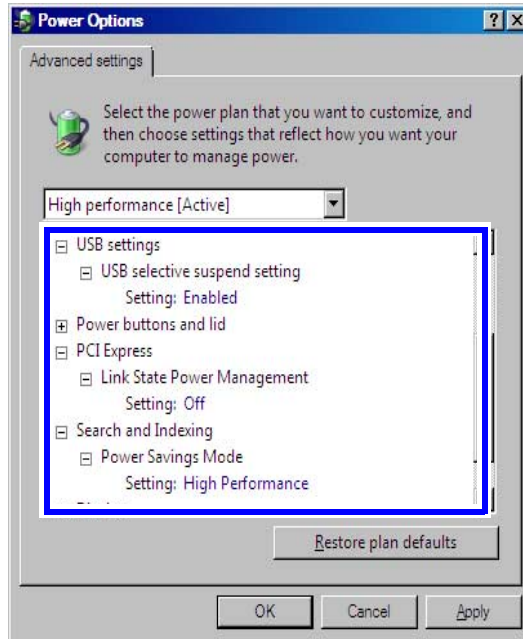 Power Options
Advanced settings
Select the power plan that you want to customize, and
then choose settings that reflect how you want your
computer to manage power.
High performance [Active]
USB settings
USB selective suspend setting
Setting: Enabled
Power buttons and lid
PCI Express
Link State Power Management
Setting: Off
Search and Indexing
Power Savings Mode
Setting: High Performance
Restore plan defaults
OK Cancel Apply